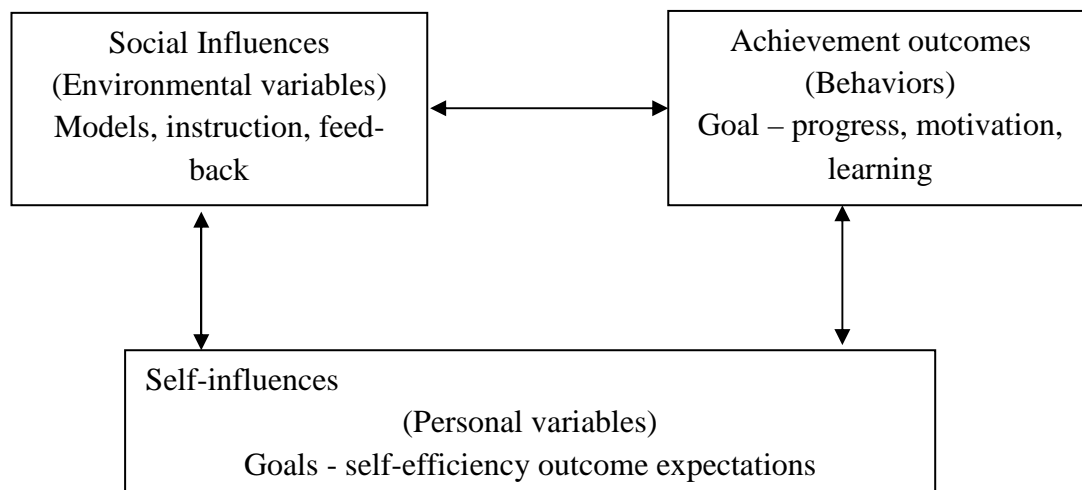 Social Influences
(Environmental variables)
Models, instruction, feed-
back
Achievement outcomes
(Behaviors)
Goal – progress, motivation,
learning
Self-influences
(Personal variables)
Goals - self-efficiency outcome expectations